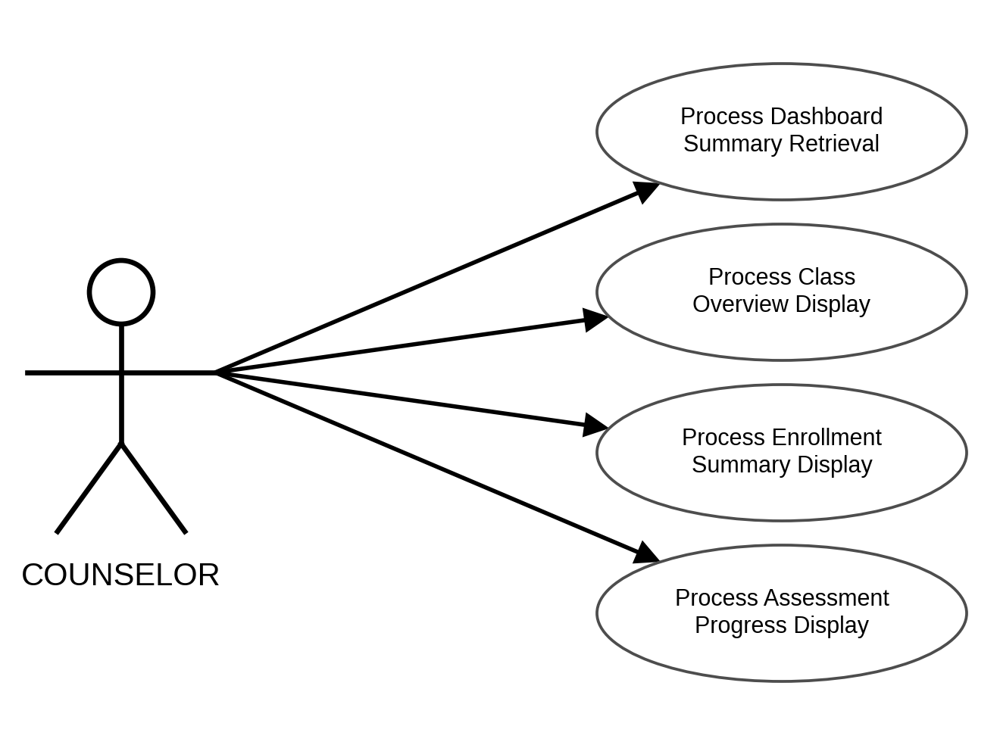 Process Dashboard
Summary Retrieval
Process Class
Overview Display
Process Enrollment
Summary Display
Process Assessment
Progress Display
COUNSELOR